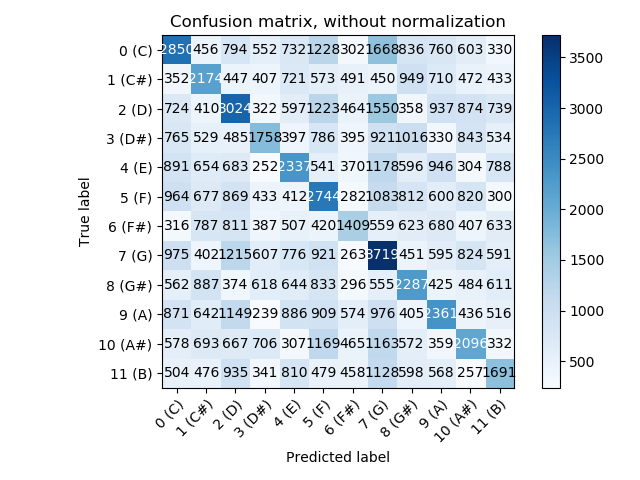 Confusion matrix, without normalization
0 (C) 2850 456 794 552 732 1228 302 1668 836 760 603 330
1 (C#) 352 2174 447 407 721 573 491 450 949 710 472 433
2 (D) 724 410 3024 322 597 1223 464 1550 358 937 874 739
3 (D#) 765 529 485 1758 397 786 395 921 1016 330 843 534
4 (E) 891 654 683 252 2337 541 370 1178 596 946 304 788
5 (F) 964 677 869 433 412 2744 282 1083 812 600 820 300
6 (F#) 316 787 811 387 507 420 1409 559 623 680 407 633
7 (G) 975 402 1215 607 776 921 263 3719 451 595 824 591
8 (G#) 562 887 374 618 644 833 296 555 2287 425 484 611
9 (A) 871 642 1149 239 886 909 574 976 405 2361 436 516
10 (A#) 578 693 667 706 307 1169 465 1163 572 359 2096 332
11 (B) 504 476 935 341 810 479 458 1128 598 568 257 1691
0 (C) 1 (C#) 2 (D) 3 (D#) 4 (E) 5 (F) 6 (F#) 7 (G) 8 (G#) 9 (A) 10 (A#) 11 (B)
Predicted label
True label
3500
3000
2500
2000
1500
1000
500